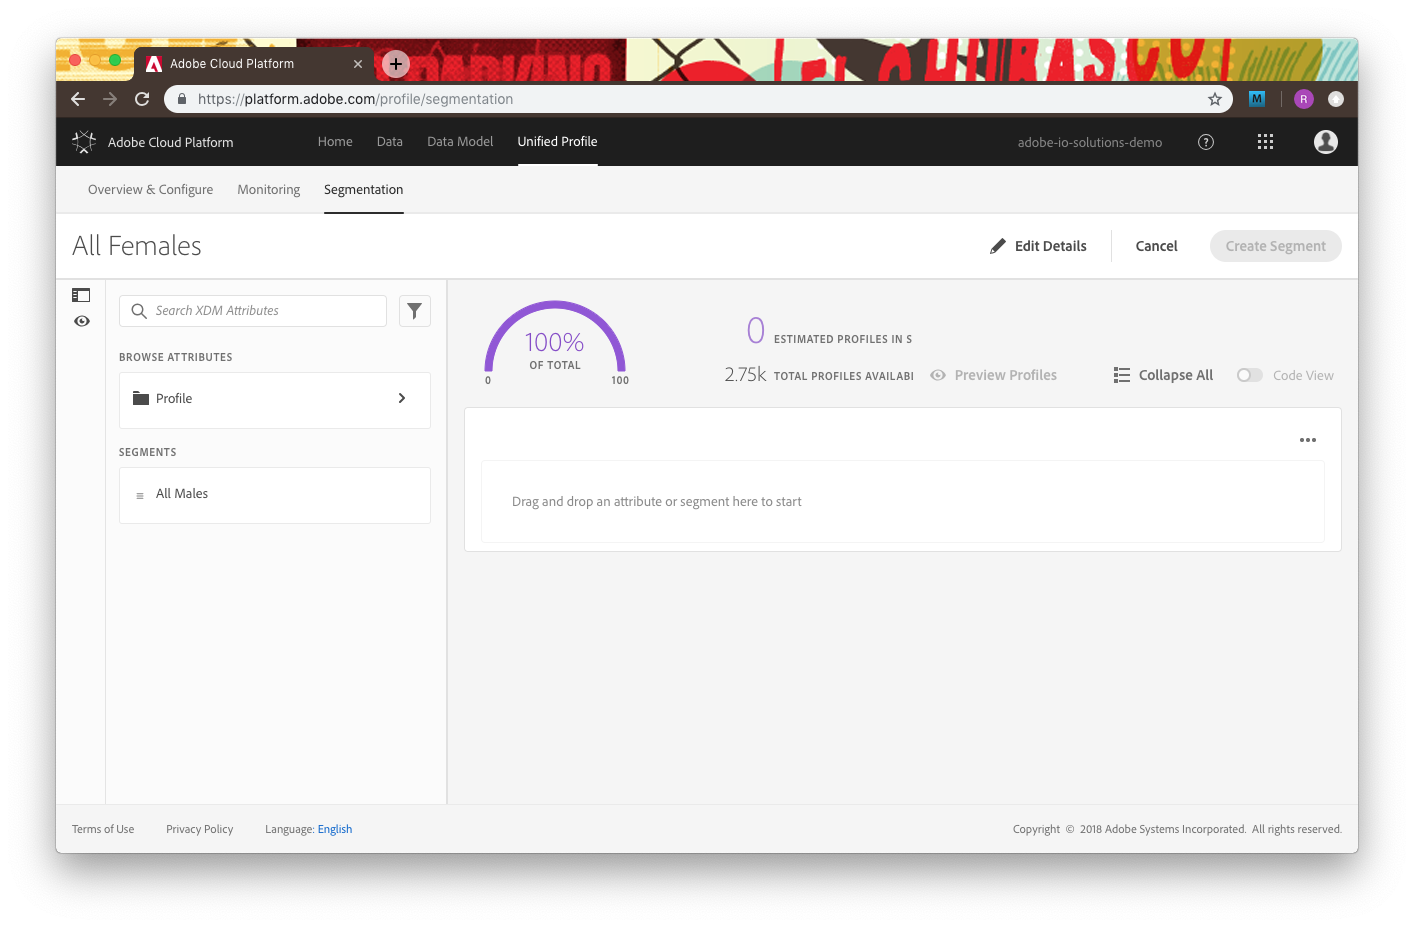 Adobe Cloud Platform
https://platform.adobe.com/profile/segmentation
M
R
Adobe Cloud Platform Home Data Data Model Unified Profile adobe-io-solutions-demo ?
Overview & Configure Monitoring Segmentation
All Females Edit Details Cancel Create Segment
Search XDM Attributes
BROWSE ATTRIBUTES
Profile
SEGMENTS
All Males
100%
OF TOTAL
0 100
0 ESTIMATED PROFILES IN S
2.75k TOTAL PROFILES AVAILABI
Preview Profiles
Collapse All
Code View
Drag and drop an attribute or segment here to start
Terms of Use Privacy Policy Language: English Copyright © 2018 Adobe Systems Incorporated. All rights reserved.